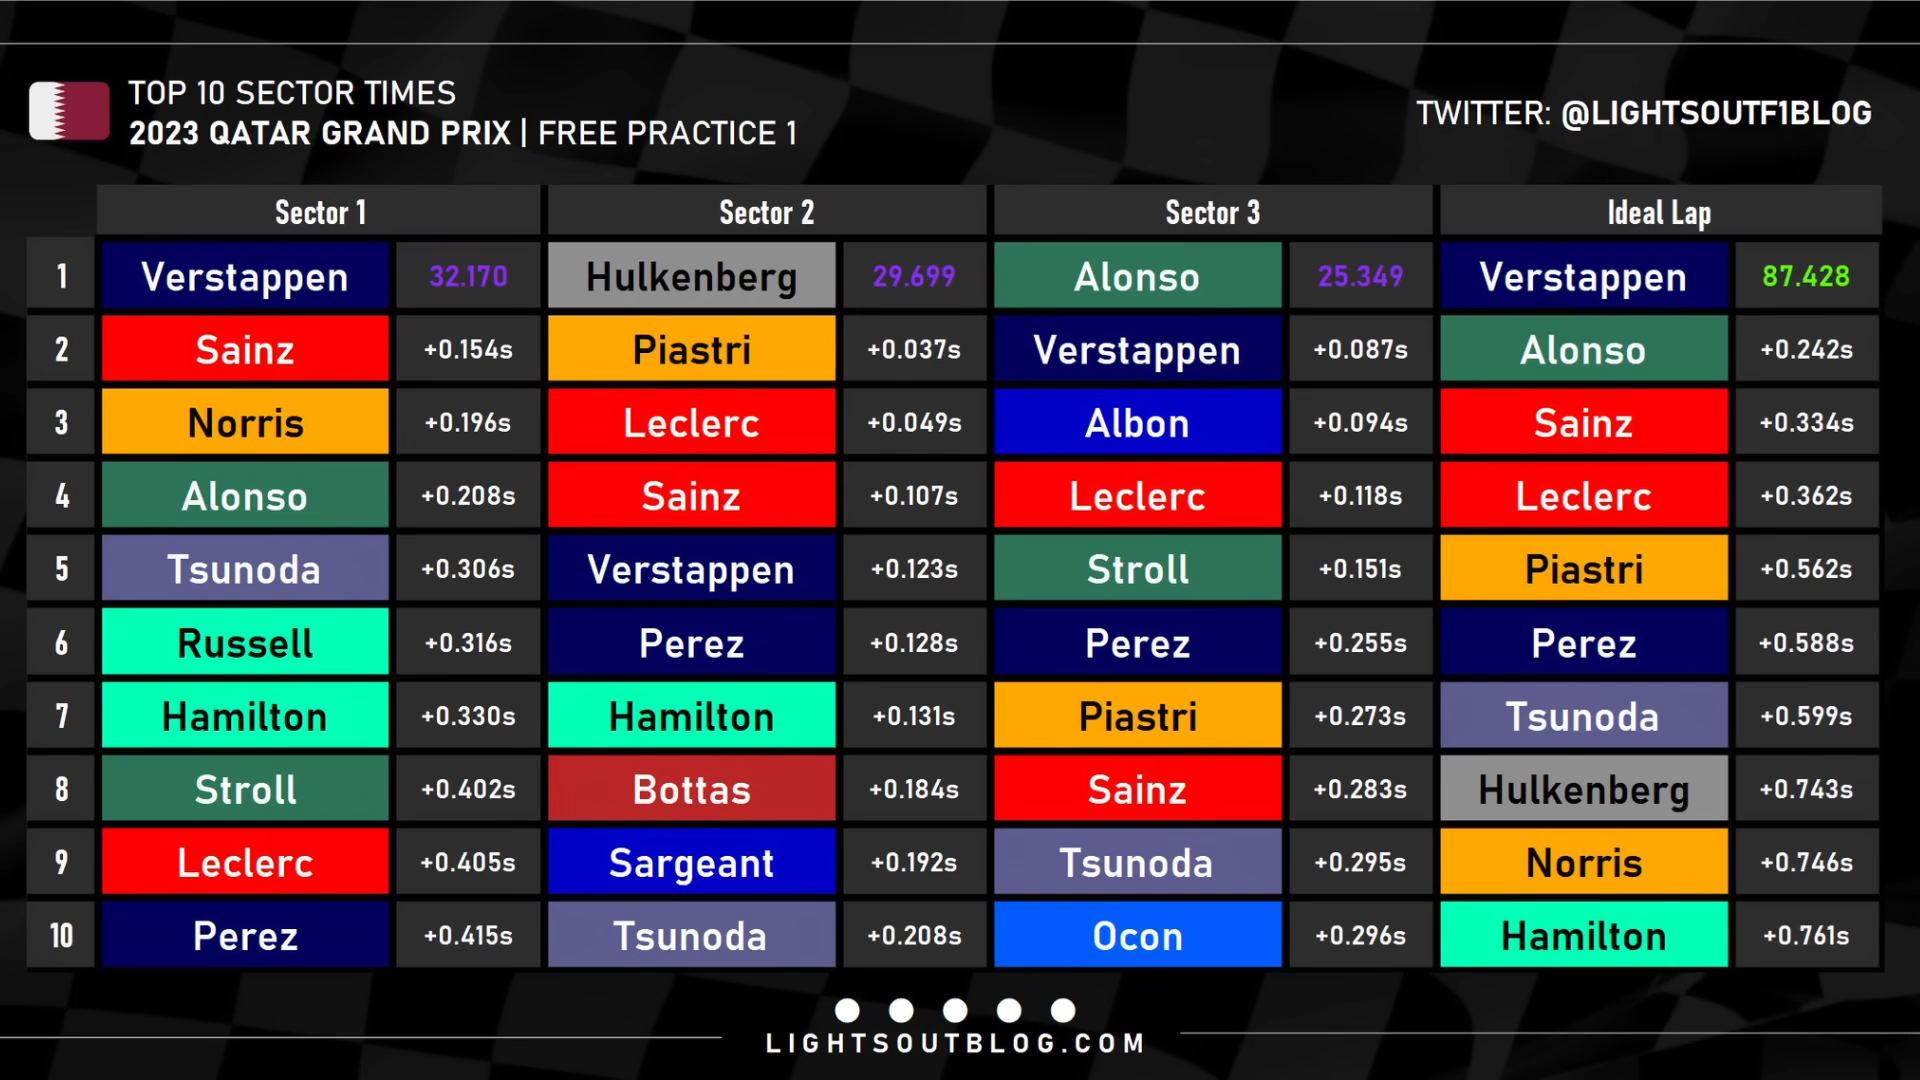 TOP 10 SECTOR TIMES
2023 QATAR GRAND PRIX | FREE PRACTICE 1
TWITTER: @LIGHTSOUTF1BLOG
Sector 1 Sector 2 Sector 3 Ideal Lap
1 Verstappen 32.170 Hulkenberg 29.699 Alonso 25.349 Verstappen 87.428
2 Sainz +0.154s Piastri +0.037s Verstappen +0.087s Alonso +0.242s
3 Norris +0.196s Leclerc +0.049s Albon +0.094s Sainz +0.334s
4 Alonso +0.208s Sainz +0.107s Leclerc +0.118s Leclerc +0.362s
5 Tsunoda +0.306s Verstappen +0.123s Stroll +0.151s Piastri +0.562s
6 Russell +0.316s Perez +0.128s Perez +0.255s Perez +0.588s
7 Hamilton +0.330s Hamilton +0.131s Piastri +0.273s Tsunoda +0.599s
8 Stroll +0.402s Bottas +0.184s Sainz +0.283s Hulkenberg +0.743s
9 Leclerc +0.405s Sargeant +0.192s Tsunoda +0.295s Norris +0.746s
10 Perez +0.415s Tsunoda +0.208s Ocon +0.296s Hamilton +0.761s
LIGHTSOUTBLOG.COM